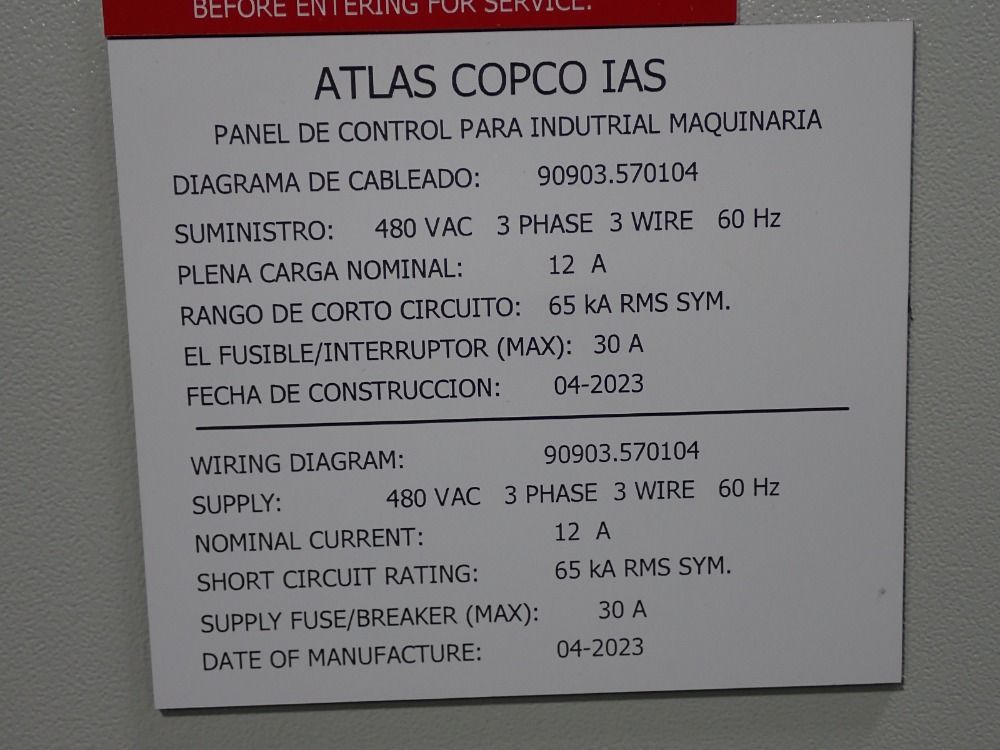 BEFORE ENTERING FOR SERVICE.
ATLAS COPCO IAS
PANEL DE CONTROL PARA INDUTRIAL MAQUINARIA
DIAGRAMA DE CABLEADO: 90903.570104
SUMINISTRO: 480 VAC 3 PHASE 3 WIRE 60 Hz
PLENA CARGA NOMINAL: 12 A
RANGO DE CORTO CIRCUITO: 65 kA RMS SYM.
EL FUSIBLE/INTERRUPTOR (MAX): 30 A
FECHA DE CONSTRUCCION: 04-2023
WIRING DIAGRAM: 90903.570104
SUPPLY: 480 VAC 3 PHASE 3 WIRE 60 Hz
NOMINAL CURRENT: 12 A
SHORT CIRCUIT RATING: 65 kA RMS SYM.
SUPPLY FUSE/BREAKER (MAX): 30 A
DATE OF MANUFACTURE: 04-2023